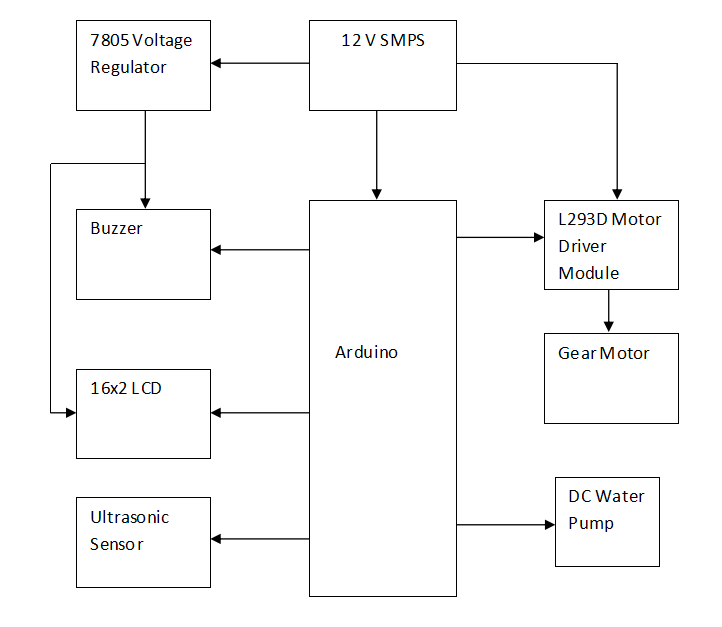 7805 Voltage
Regulator
12 V SMPS
Buzzer
L293D Motor
Driver
Module
Arduino
Gear Motor
16x2 LCD
DC Water
Pump
Ultrasonic
Sensor